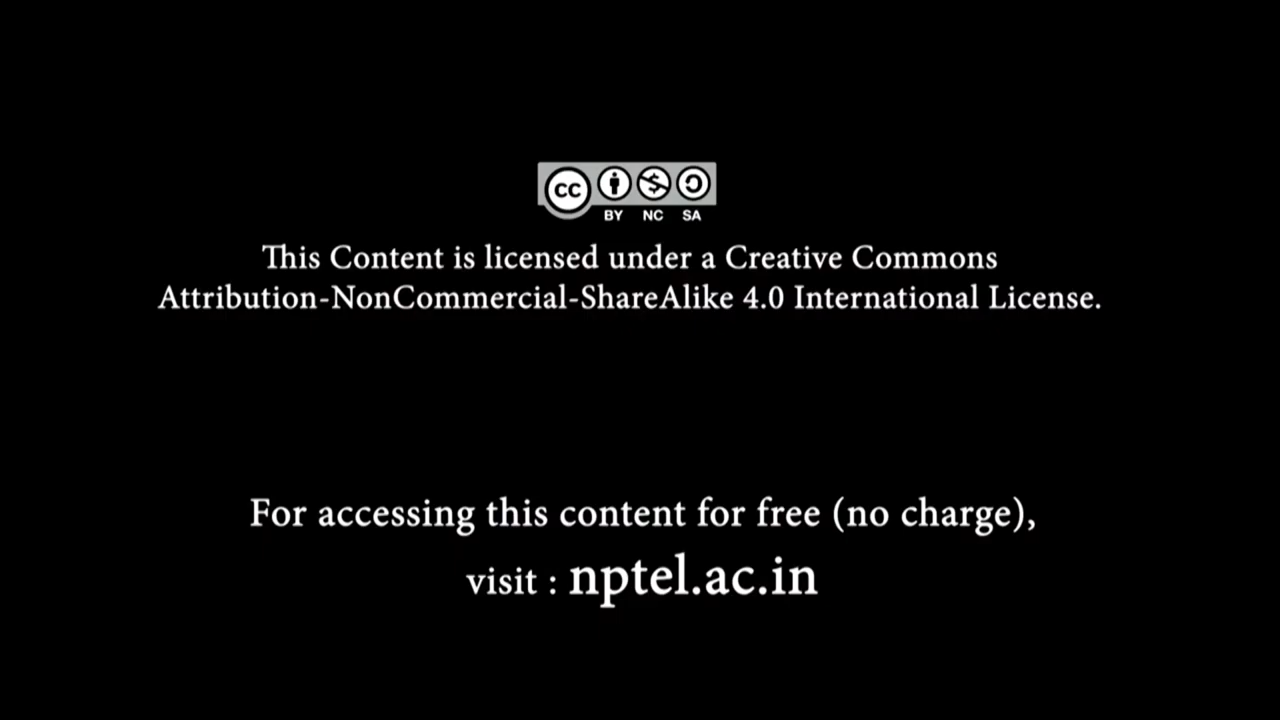 cc BY NC SA
This Content is licensed under a Creative Commons
Attribution-NonCommercial-ShareAlike 4.0 International License.
For accessing this content for free (no charge),
visit : nptel.ac.in